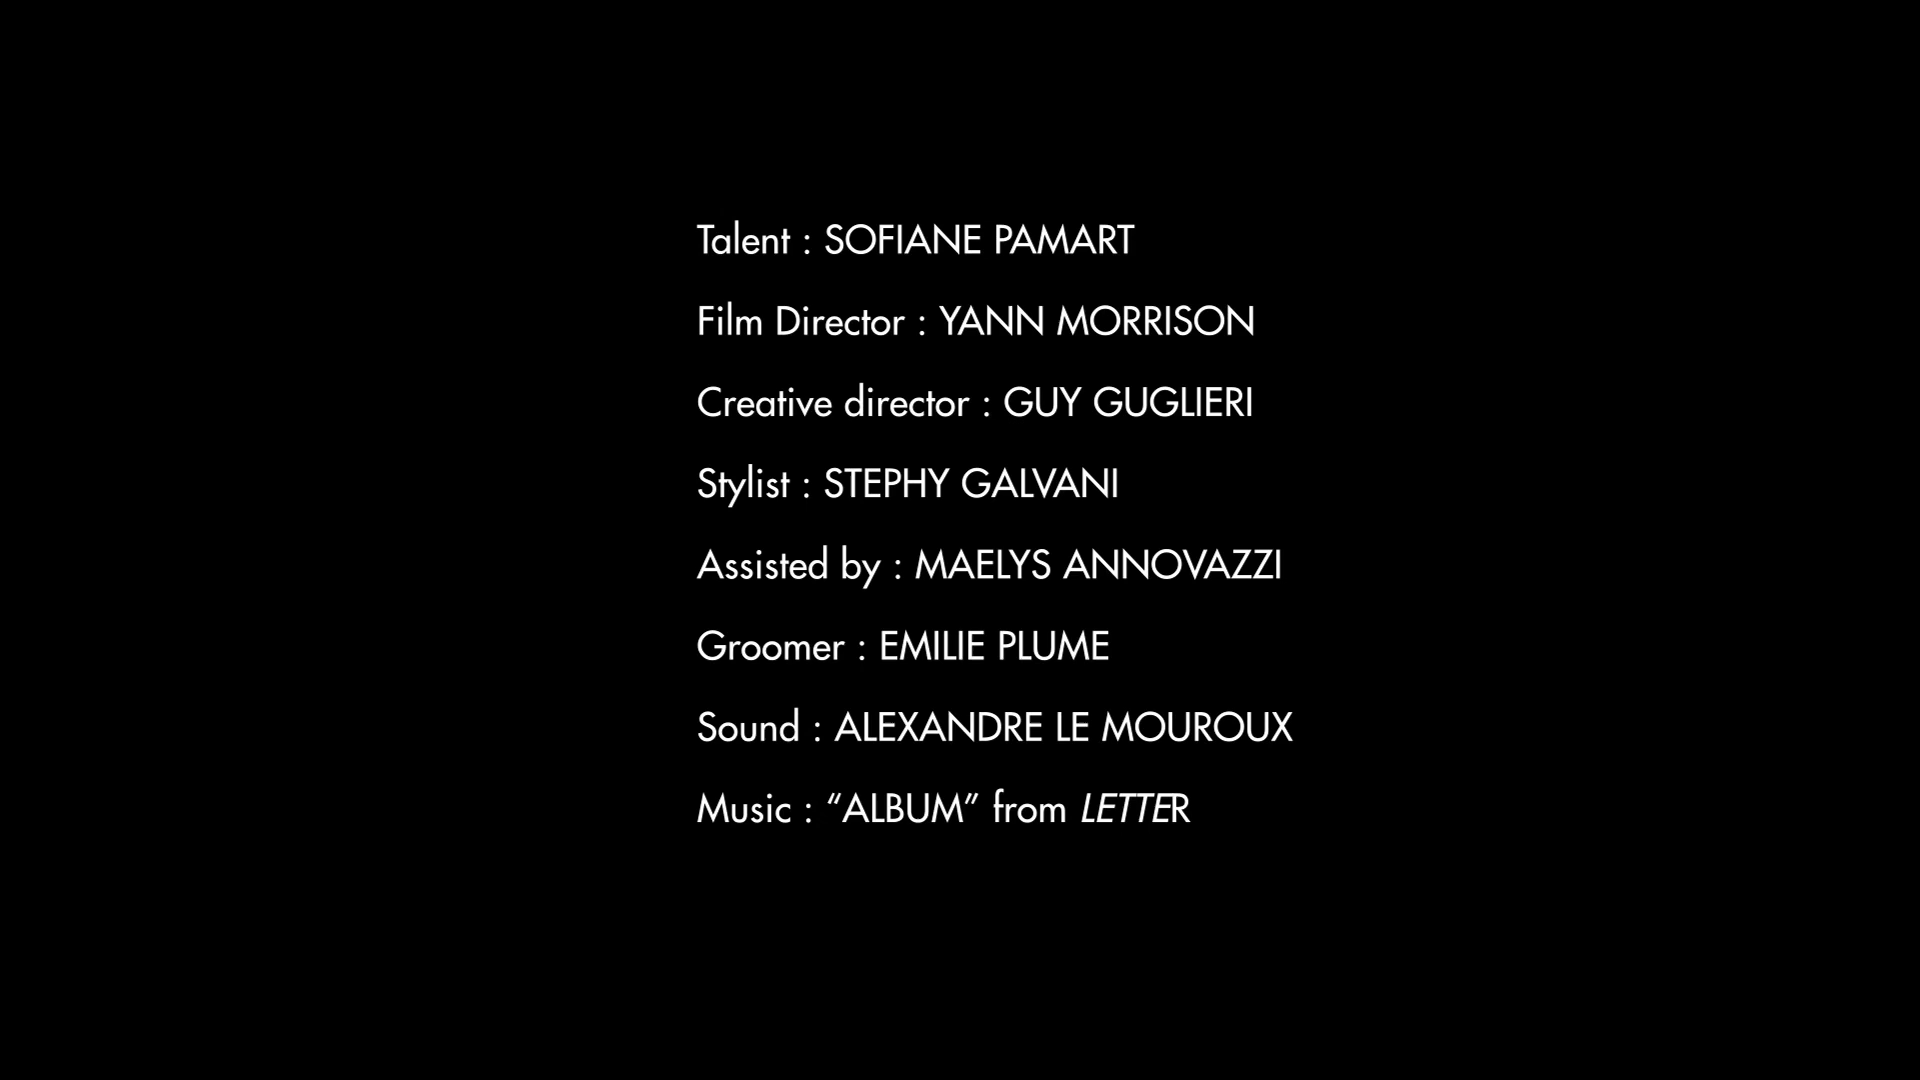 Talent : SOFIANE PAMART
Film Director : YANN MORRISON
Creative director : GUY GUGLIERI
Stylist : STEPHY GALVANI
Assisted by : MAELYS ANNOVAZZI
Groomer : EMILIE PLUME
Sound : ALEXANDRE LE MOUROUX
Music : “ALBUM” from LETTER